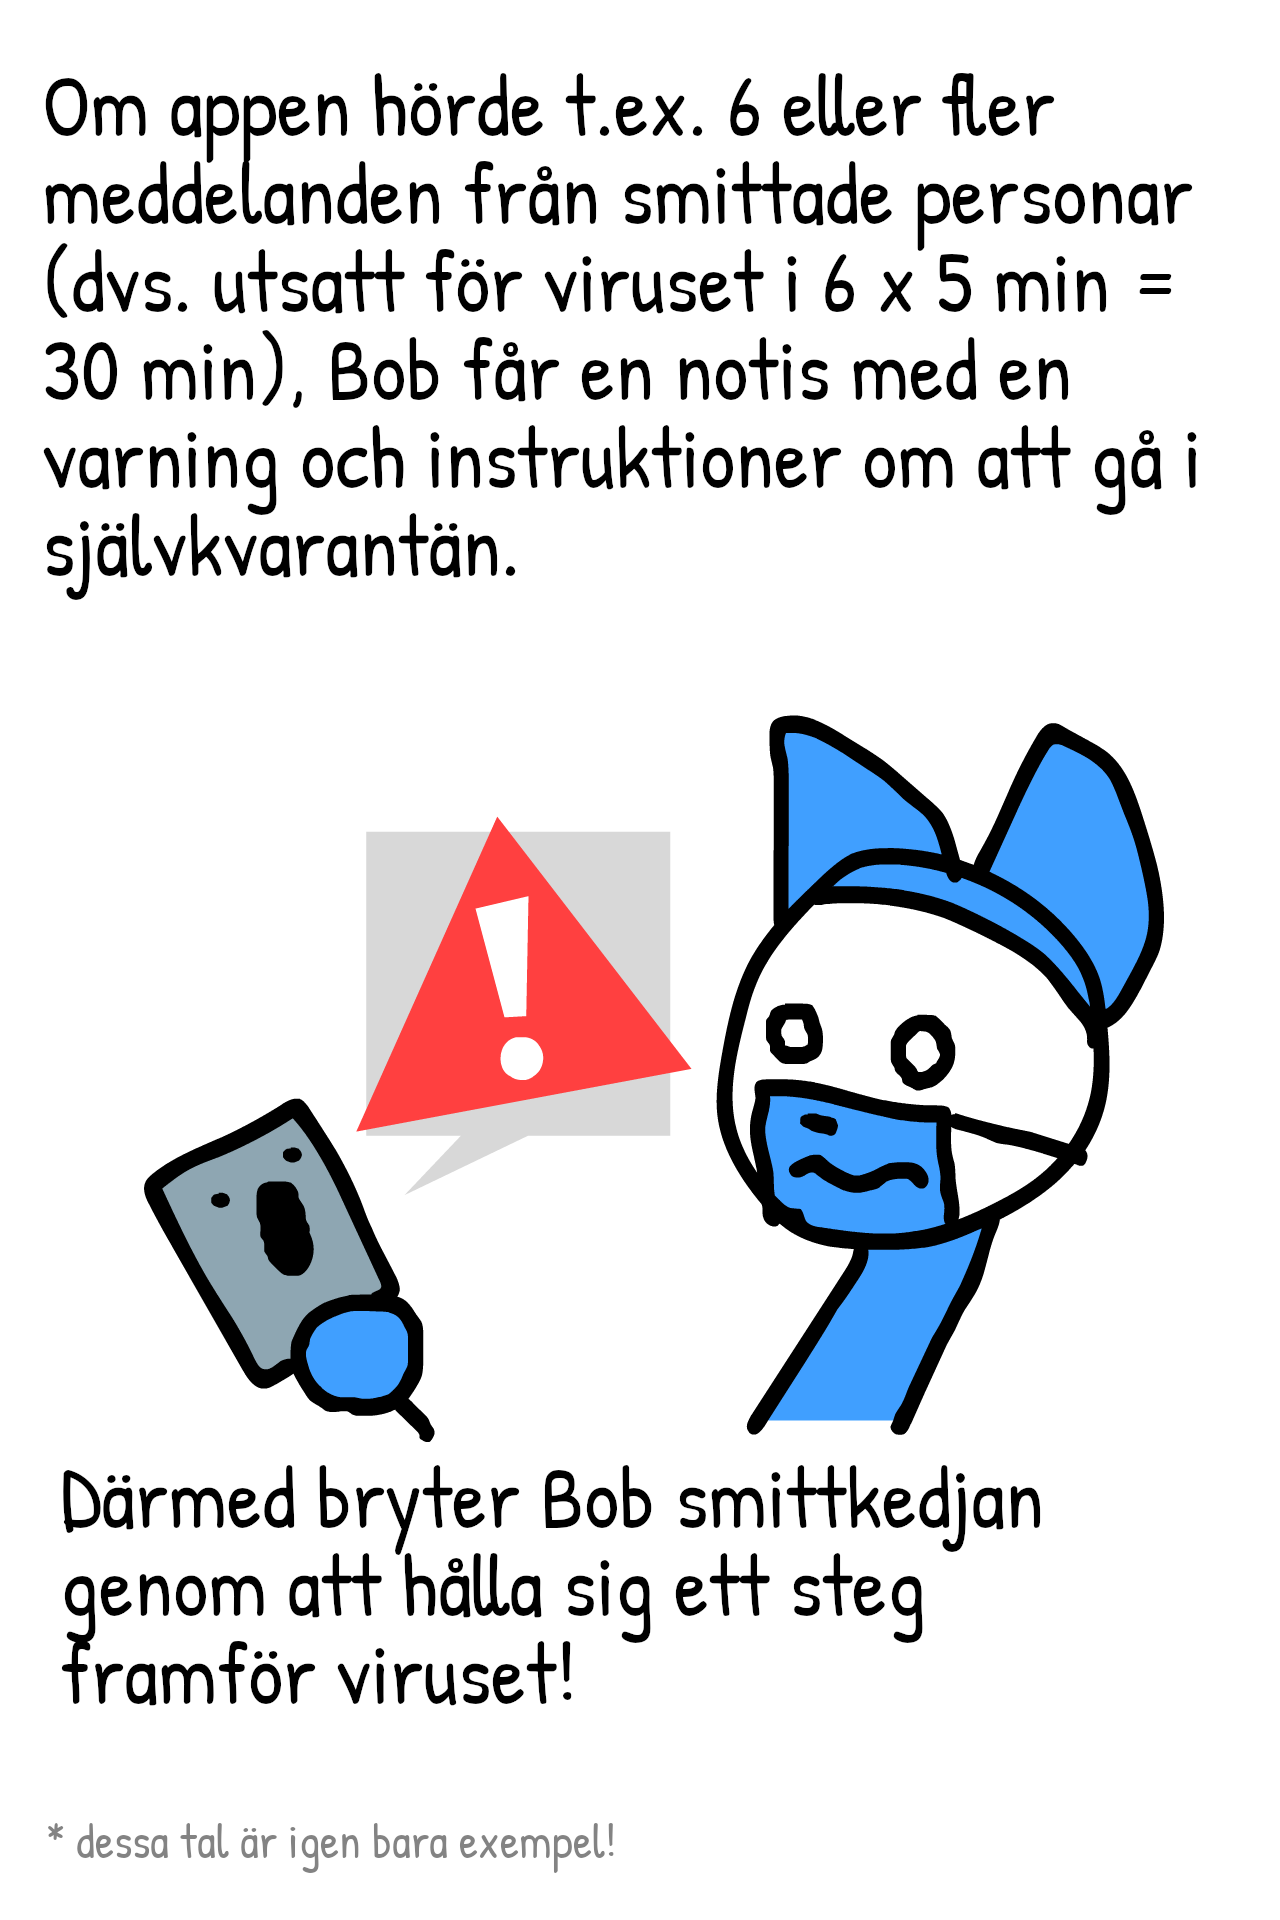 Om appen hörde t.ex. 6 eller fler
meddelanden från smittade personar
(dvs. utsatt för viruset i 6 x 5 min =
30 min), Bob får en notis med en
varning och instruktioner om att gå i
självkvarantän.
!
Därmed bryter Bob smittkedjan
genom att hålla sig ett steg
framför viruset!
* dessa tal är igen bara exempel!